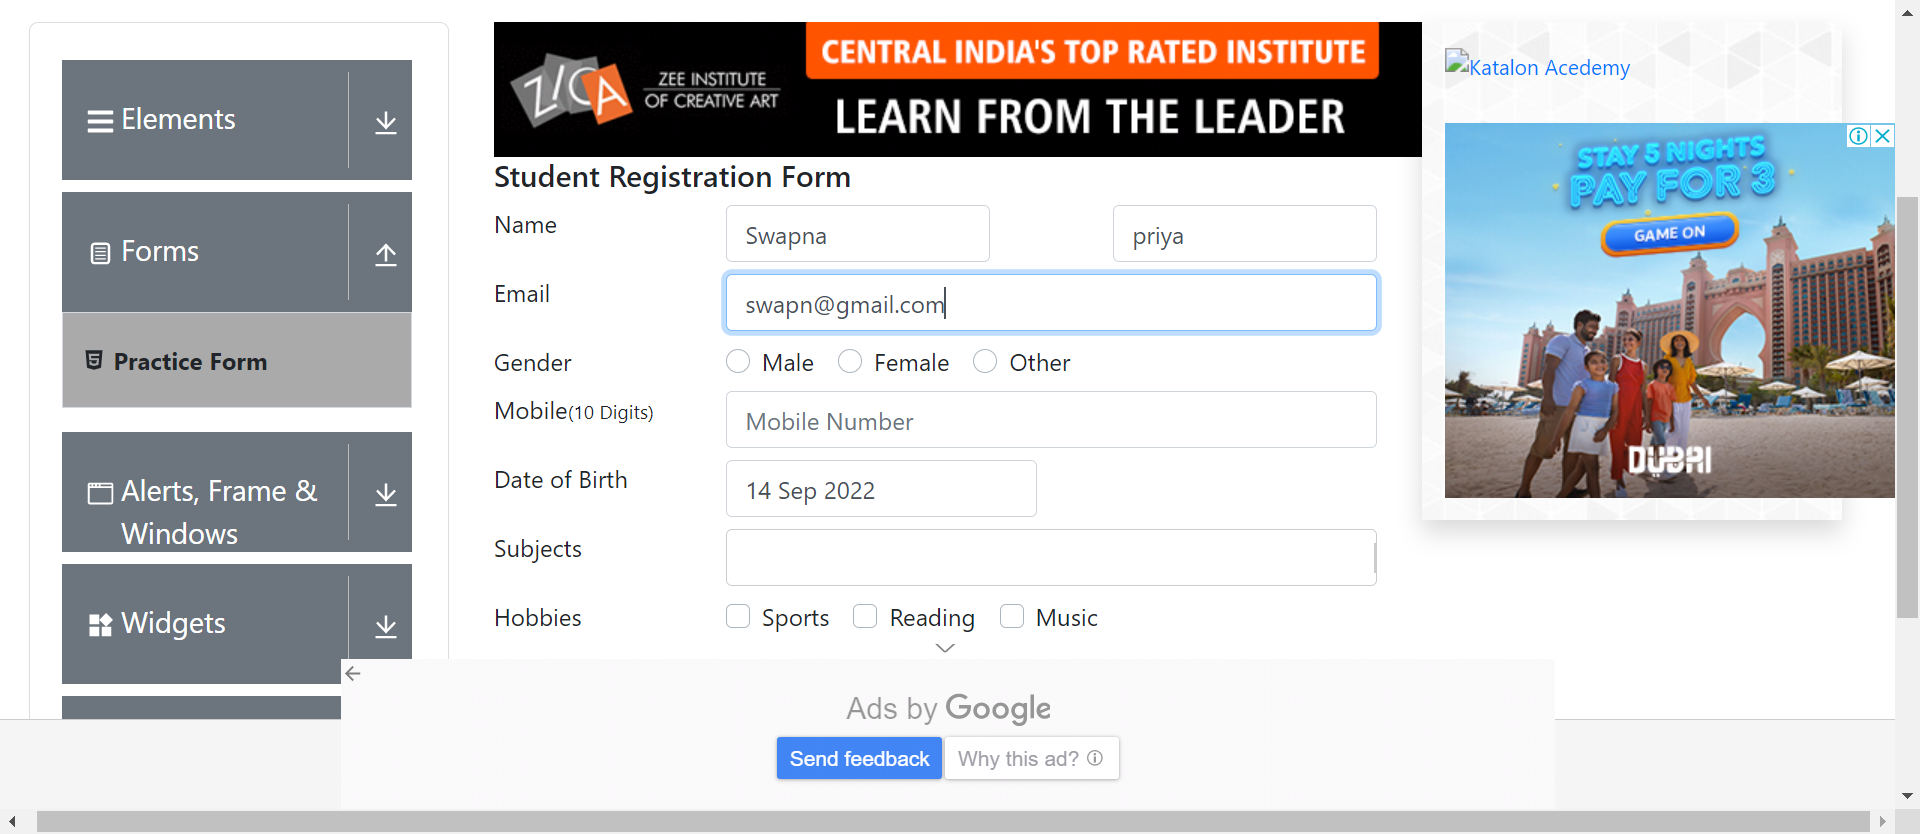 Elements
Forms
Practice Form
Alerts, Frame &
Windows
Widgets
ZICA
ZEE INSTITUTE
OF CREATIVE ART
CENTRAL INDIA'S TOP RATED INSTITUTE
LEARN FROM THE LEADER
Student Registration Form
Name
Swapna
priya
Email
swapn@gmail.com
Gender
Male
Female
Other
Mobile(10 Digits)
Mobile Number
Date of Birth
14 Sep 2022
Subjects
Hobbies
Sports
Reading
Music
Katalon Acedemy
STAY 5 NIGHTS
PAY FOR 3
GAME ON
DUBAI
Ads by Google
Send feedback
Why this ad?